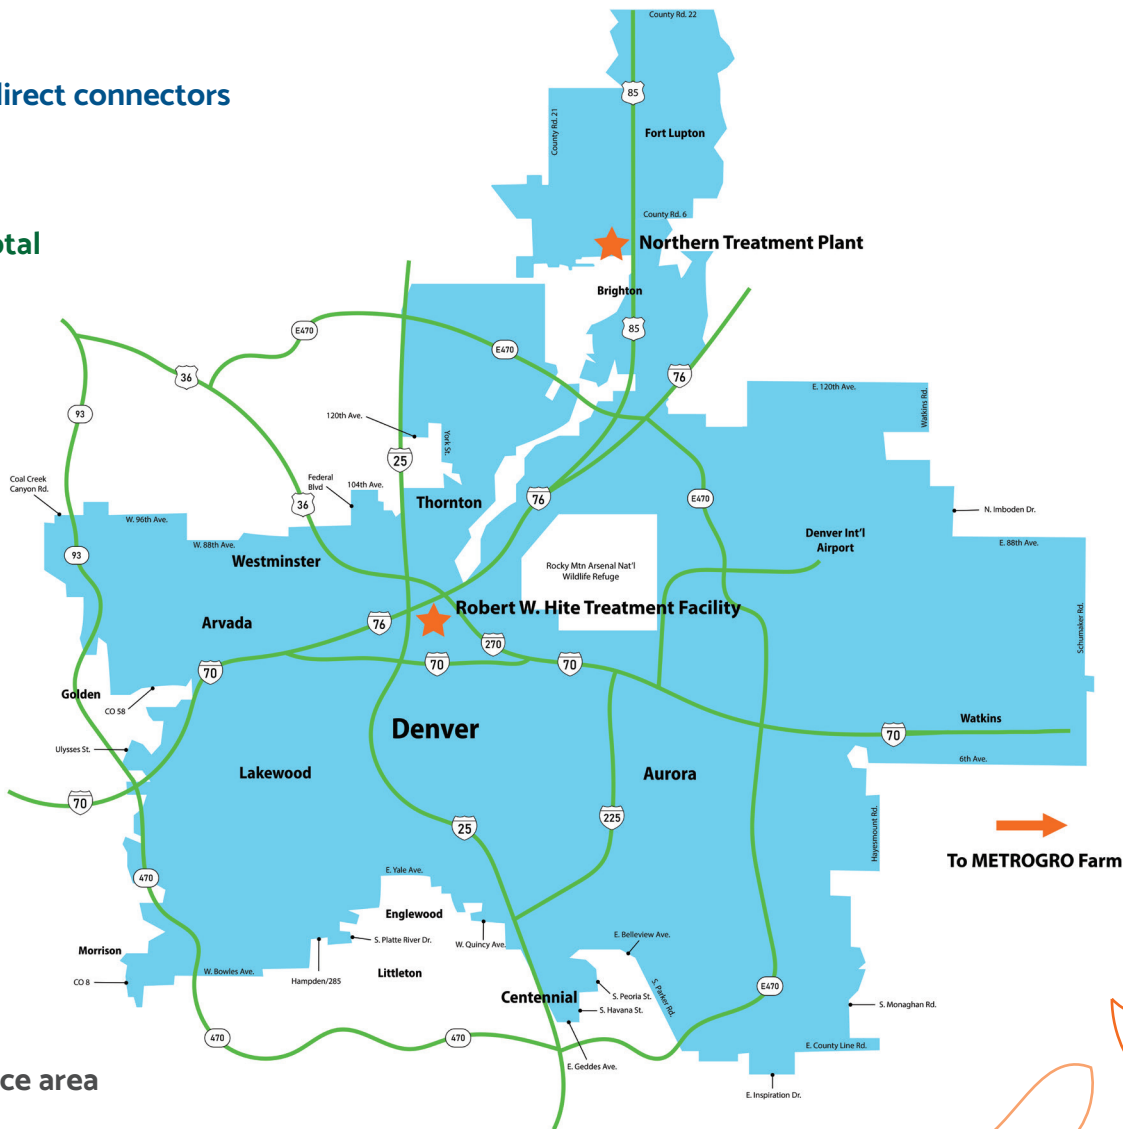 County Rd. 22
direct connectors
85
County Rd. 21
Fort Lupton
County Rd. 6
otal
Northern Treatment Plant
Brighton
E470
85
E470
36
76
E. 120th Ave.
Watkins Rd.
93
120th Ave.
York St.
25
Coal Creek
Canyon Rd.
Federal
Blvd
104th Ave.
36
Thornton
76
E470
N. Imboden Dr.
W. 96th Ave.
Denver Int'l
Airport
E. 88th Ave.
W. 88th Ave.
93
Westminster
Rocky Mtn Arsenal Nat'l
Wildlife Refuge
Robert W. Hite Treatment Facility
Arvada
76
Schumaker Rd.
270
70
70
70
Golden
CO 58
Denver
Watkins
70
Ulysses St.
6th Ave.
Lakewood
Aurora
70
25
225
Hayesmount Rd.
To METROGRO Farm
470
E. Yale Ave.
Englewood
W. Quincy Ave.
E. Belleview Ave.
Morrison
S. Platte River Dr.
CO 8
W. Bowles Ave.
Hampden/285
Littleton
Centennial
S. Peoria St.
S. Parker Rd.
E470
S. Havana St.
S. Monaghan Rd.
470
470
E. County Line Rd.
E. Geddes Ave.
ce area
E. Inspiration Dr.